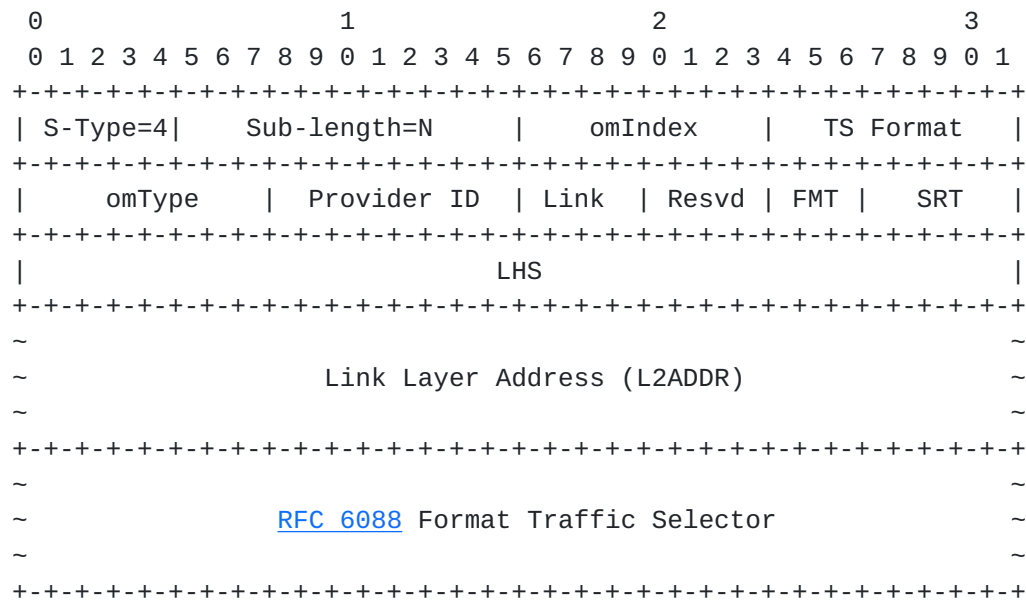 0                   1                   2                   3
 0 1 2 3 4 5 6 7 8 9 0 1 2 3 4 5 6 7 8 9 0 1 2 3 4 5 6 7 8 9 0 1
+-+-+-+-+-+-+-+-+-+-+-+-+-+-+-+-+-+-+-+-+-+-+-+-+-+-+-+-+-+-+-+-+
| S-Type=4|    Sub-length=N     |    omIndex    |   TS Format   |
+-+-+-+-+-+-+-+-+-+-+-+-+-+-+-+-+-+-+-+-+-+-+-+-+-+-+-+-+-+-+-+-+
|     omType    |  Provider ID  | Link  | Resvd | FMT |   SRT   |
+-+-+-+-+-+-+-+-+-+-+-+-+-+-+-+-+-+-+-+-+-+-+-+-+-+-+-+-+-+-+-+-+
|                              LHS                              |
+-+-+-+-+-+-+-+-+-+-+-+-+-+-+-+-+-+-+-+-+-+-+-+-+-+-+-+-+-+-+-+-+
~                                                               ~
~                   Link Layer Address (L2ADDR)                 ~
~                                                               ~
+-+-+-+-+-+-+-+-+-+-+-+-+-+-+-+-+-+-+-+-+-+-+-+-+-+-+-+-+-+-+-+-+
~                                                               ~
~                RFC 6088 Format Traffic Selector               ~
~                                                               ~
+-+-+-+-+-+-+-+-+-+-+-+-+-+-+-+-+-+-+-+-+-+-+-+-+-+-+-+-+-+-+-+-+